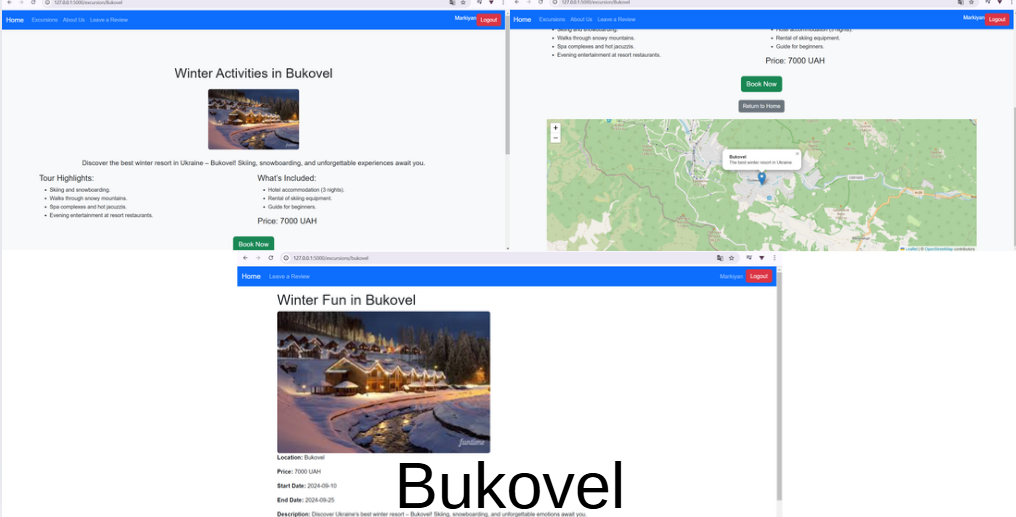 127.0.0.1:5000/excursion/Bukovel
Home Excursions About Us Leave a Review Markiyan Logout
Winter Activities in Bukovel
Discover the best winter resort in Ukraine – Bukovel! Skiing, snowboarding, and unforgettable experiences await you.
Tour Highlights:
Skiing and snowboarding.
Walks through snowy mountains.
Spa complexes and hot jacuzzis.
Evening entertainment at resort restaurants.
What's Included:
Hotel accommodation (3 nights).
Rental of skiing equipment.
Guide for beginners.
Price: 7000 UAH
Book Now
127.0.0.1:5000/excursion/Bukovel
Home Excursions About Us Leave a Review Markiyan Logout
Skiing and snowboarding.
Walks through snowy mountains.
Spa complexes and hot jacuzzis.
Evening entertainment at resort restaurants.
Hotel accommodation (3 nights).
Rental of skiing equipment.
Guide for beginners.
Price: 7000 UAH
Book Now
Return to Home
+
−
Bukovel
The best winter resort in Ukraine
Leaflet | © OpenStreetMap contributors
127.0.0.1:5000/excursions/bukovel
Home Leave a Review Markiyan Logout
Winter Fun in Bukovel
funtime
Location: Bukovel
Price: 7000 UAH
Start Date: 2024-09-10
End Date: 2024-09-25
Description: Discover Ukraine's best winter resort – Bukovel! Skiing, snowboarding, and unforgettable emotions await you.
Bukovel